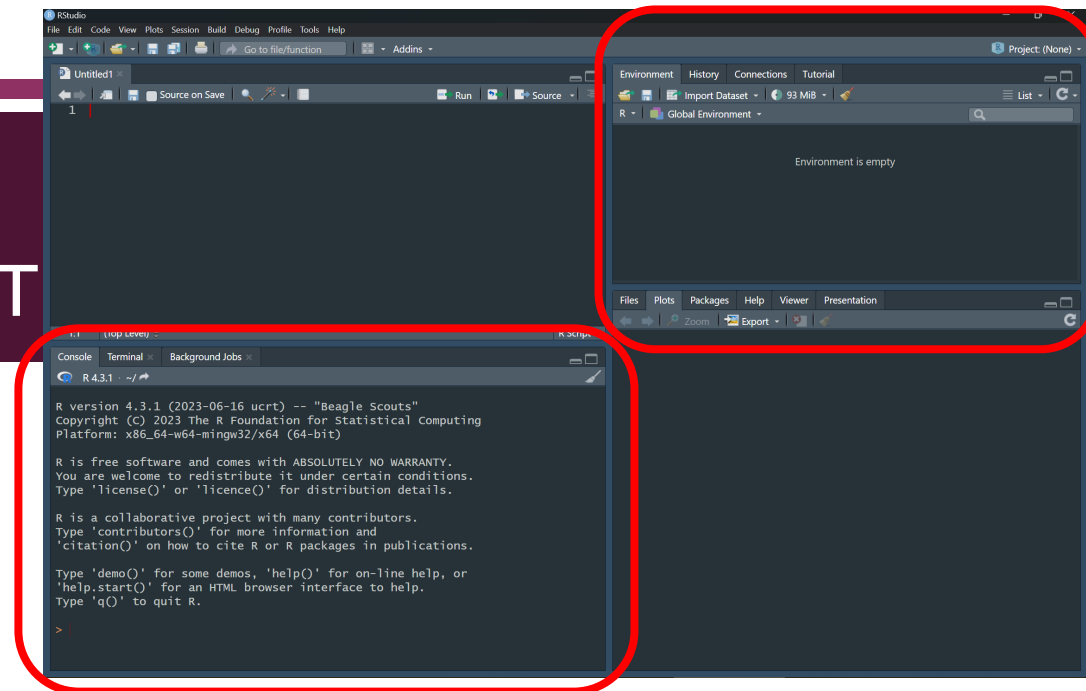 RStudio
File Edit Code View Plots Session Build Debug Profile Tools Help
Go to file/function Addins
Project: (None)
Untitled1
Source on Save Run Source
1
T
1:1 (Top Level) R Script
Environment History Connections Tutorial
Import Dataset 93 MiB List
R Global Environment
Environment is empty
Files Plots Packages Help Viewer Presentation
Zoom Export
Console Terminal Background Jobs
R 4.3.1 · ~/
R version 4.3.1 (2023-06-16 ucrt) -- "Beagle Scouts"
Copyright (C) 2023 The R Foundation for Statistical Computing
Platform: x86_64-w64-mingw32/x64 (64-bit)
R is free software and comes with ABSOLUTELY NO WARRANTY.
You are welcome to redistribute it under certain conditions.
Type 'license()' or 'licence()' for distribution details.
R is a collaborative project with many contributors.
Type 'contributors()' for more information and
'citation()' on how to cite R or R packages in publications.
Type 'demo()' for some demos, 'help()' for on-line help, or
'help.start()' for an HTML browser interface to help.
Type 'q()' to quit R.
>